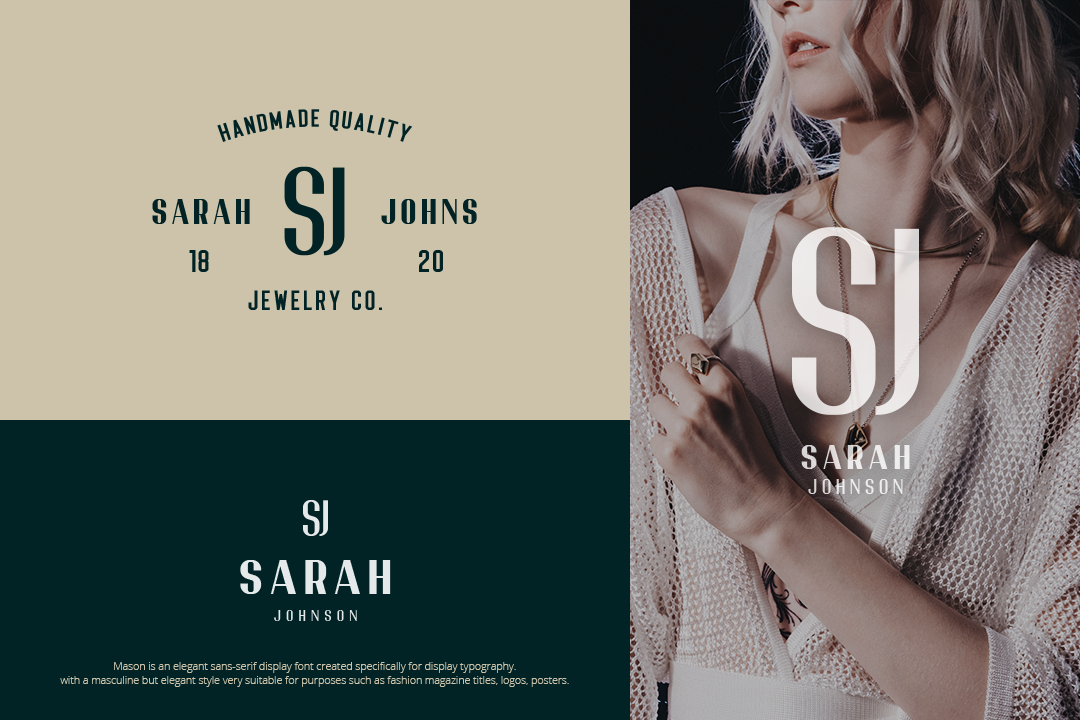 HANDMADE QUALITY
SARAH SJ JOHNS
18 20
JEWELRY CO.
SJ
SARAH
JOHNSON
Mason is an elegant sans-serif display font created specifically for display typography.
with a masculine but elegant style very suitable for purposes such as fashion magazine titles, logos, posters.
SJ
SARAH
JOHNSON